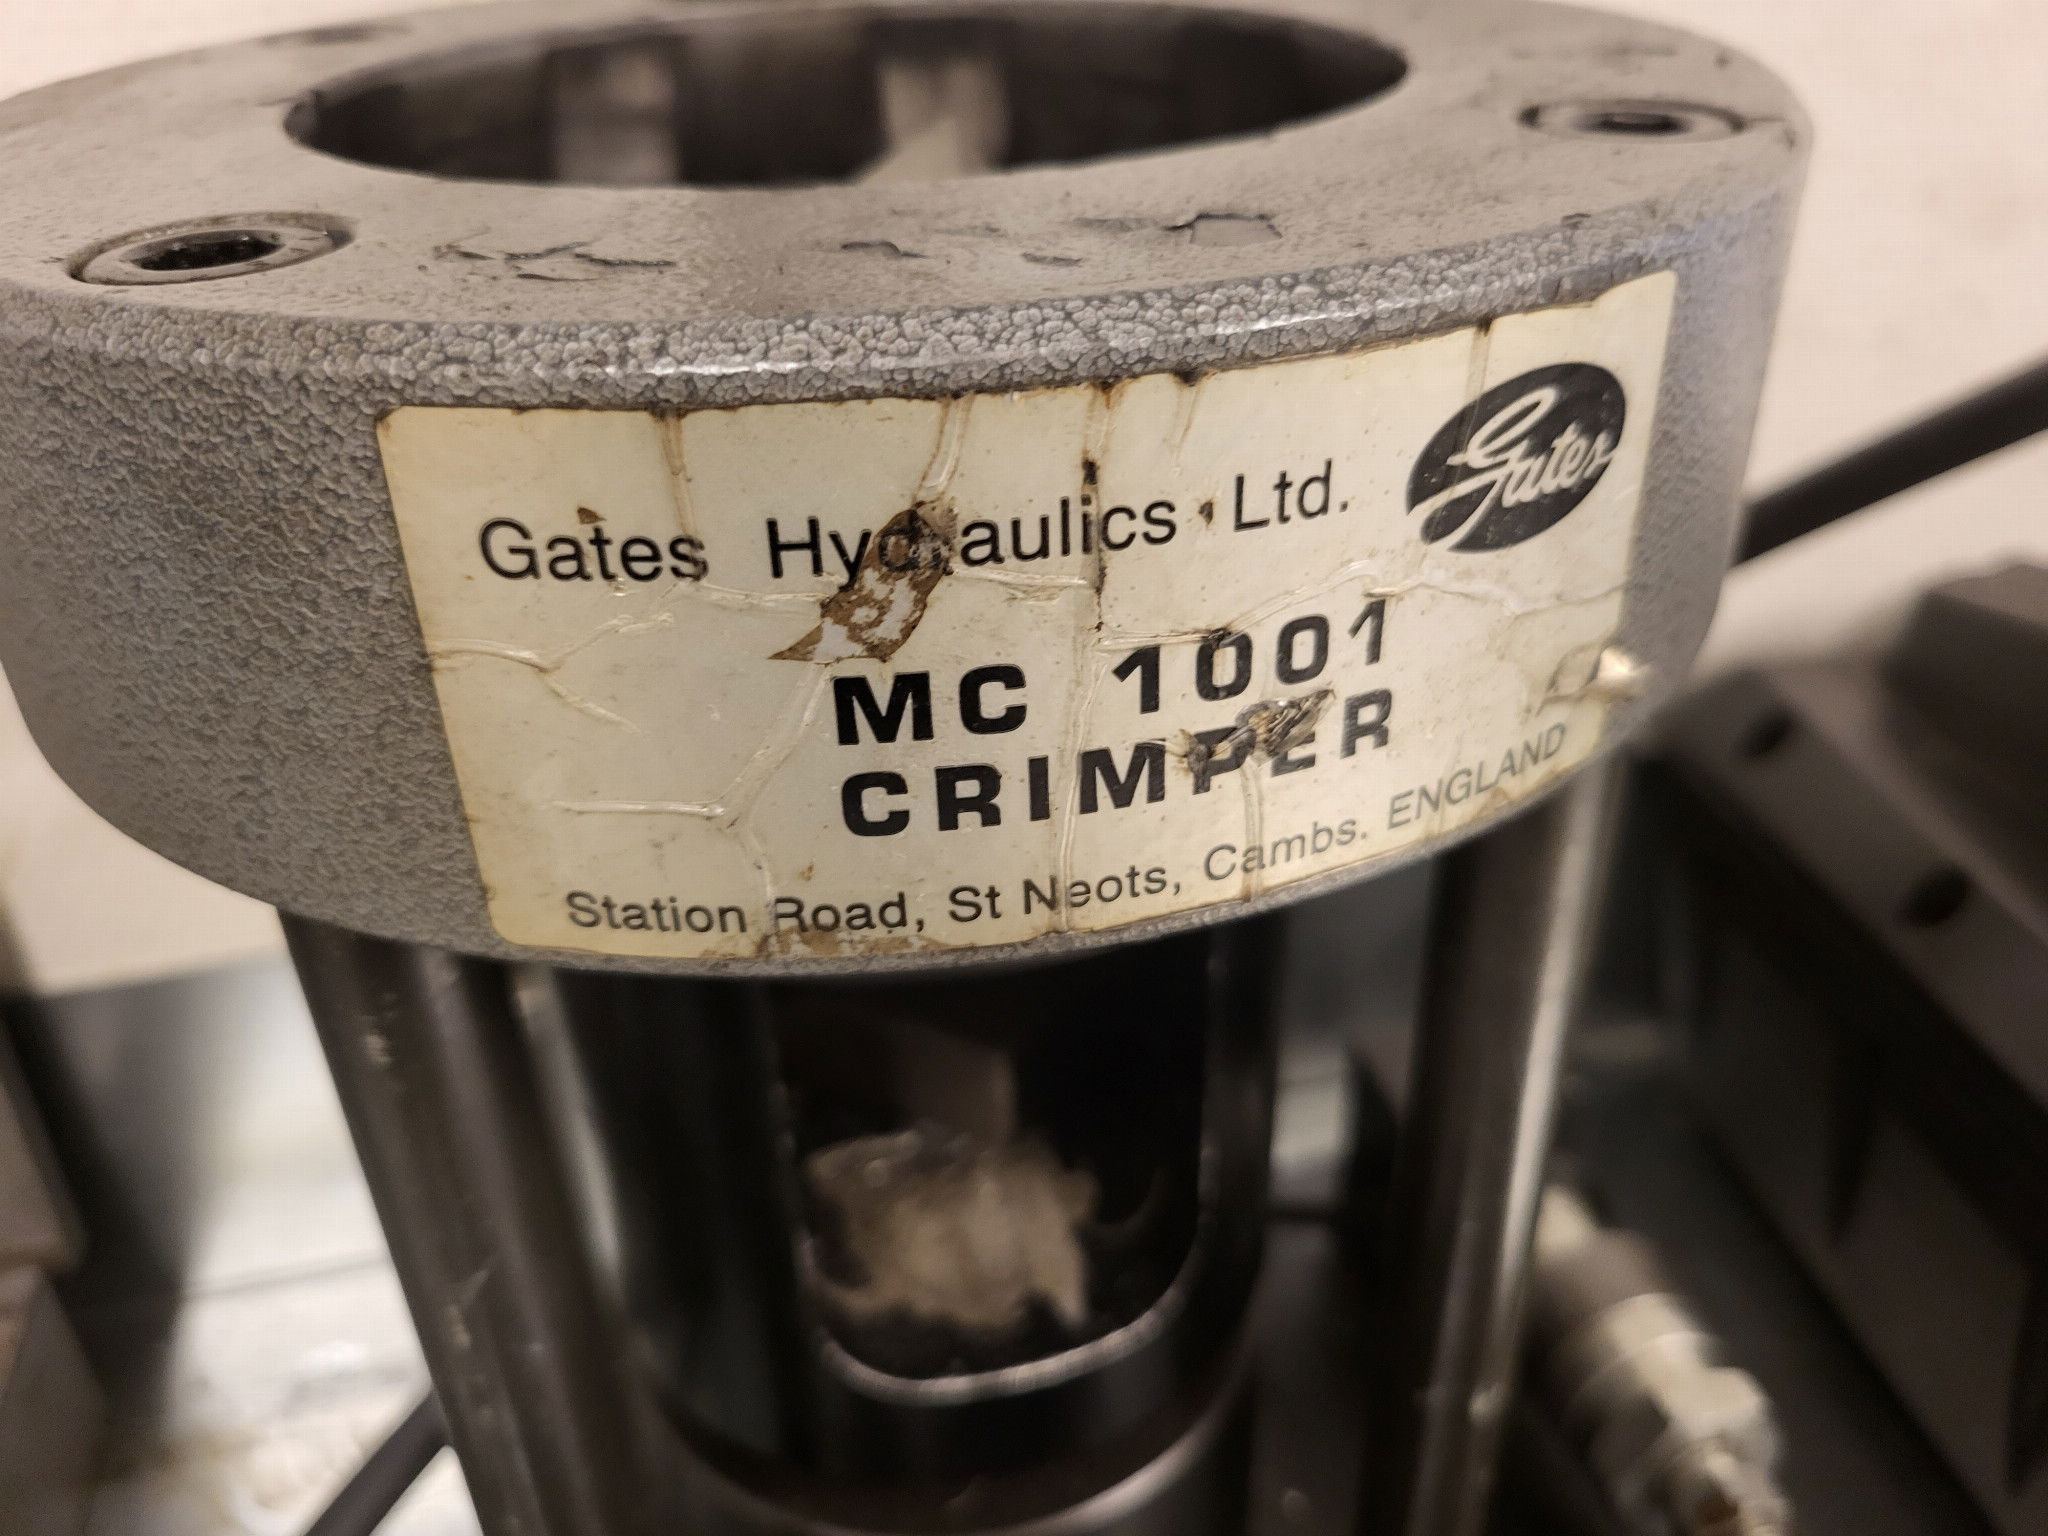 Gates Hydraulics Ltd.
Gates
MC 1001
CRIMPER
Station Road, St Neots, Cambs. ENGLAND